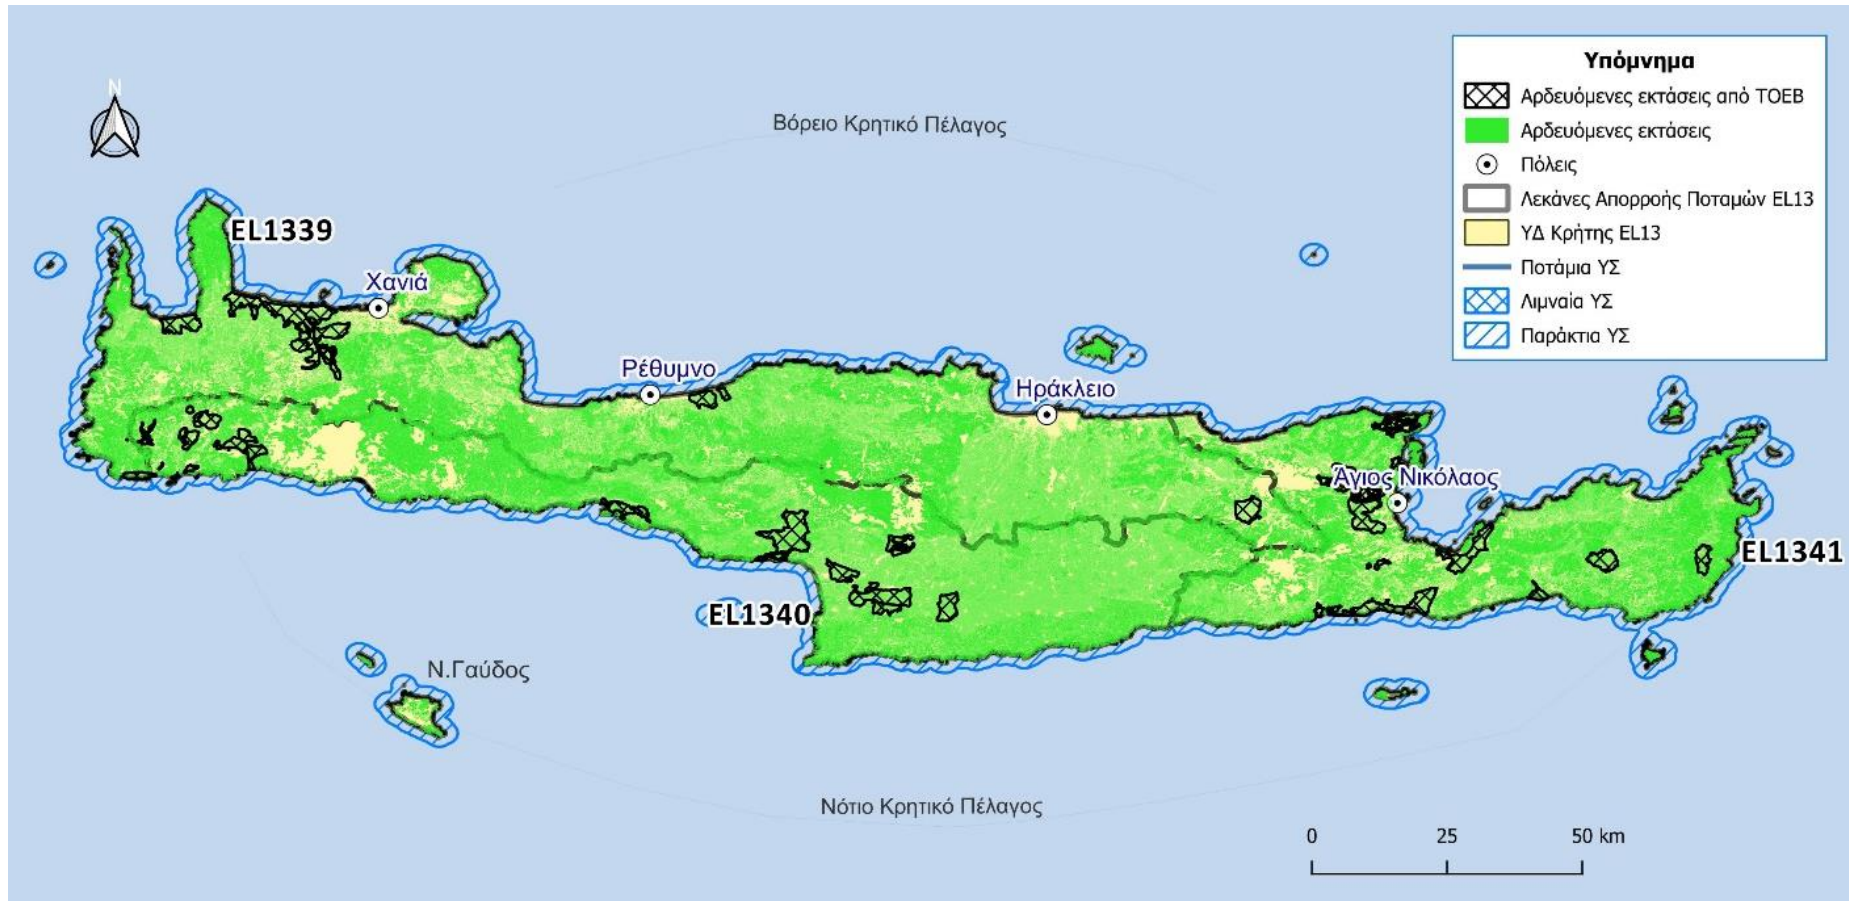 N
Βόρειο Κρητικό Πέλαγος
Υπόμνημα
Αρδευόμενες εκτάσεις από ΤΟΕΒ
Αρδευόμενες εκτάσεις
Πόλεις
Λεκάνες Απορροής Ποταμών EL13
ΥΔ Κρήτης EL13
Ποτάμια ΥΣ
Λιμναία ΥΣ
Παράκτια ΥΣ
EL1339
Χανιά
Ρέθυμνο
Ηράκλειο
Άγιος Νικόλαος
EL1341
EL1340
Ν.Γαύδος
Νότιο Κρητικό Πέλαγος
0 25 50 km